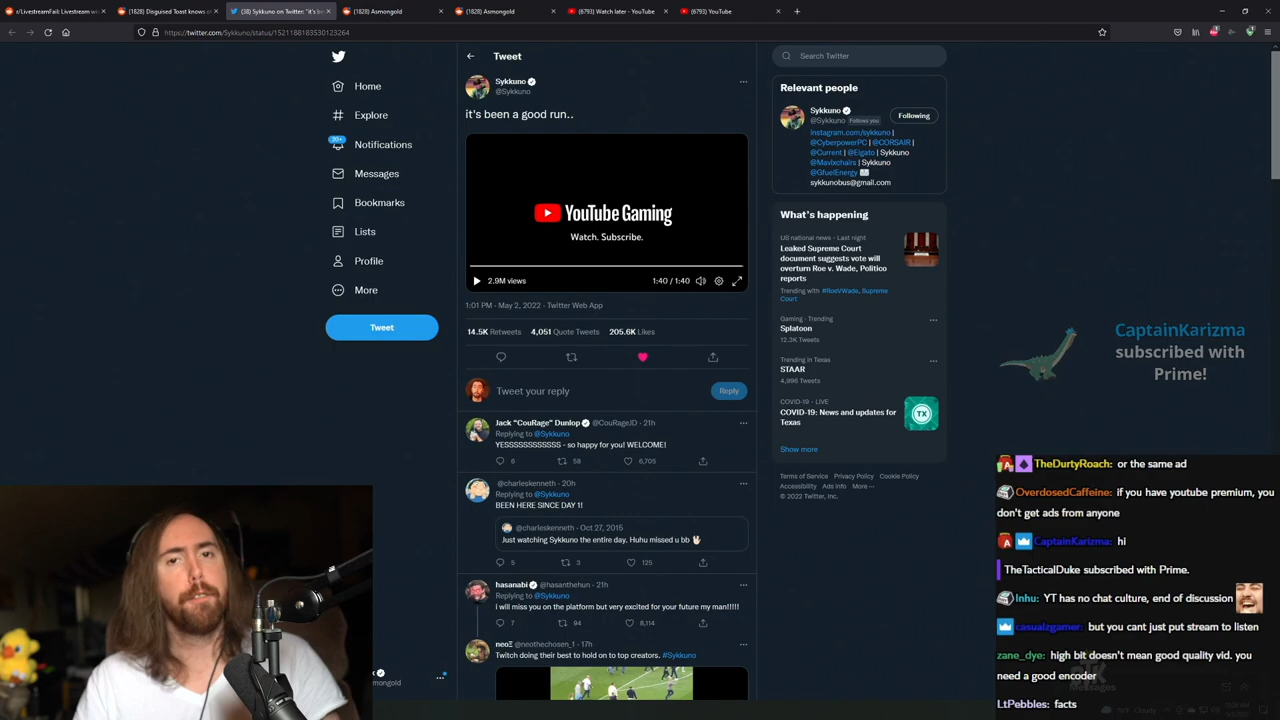 r/LivestreamFail: Livestream wi
(1828) Disguised Toast knows
(38) Sykkuno on Twitter: "it's be
(1828) Asmongold
(1828) Asmongold
(6793) Watch later - YouTube
(6793) YouTube
https://twitter.com/Sykkuno/status/1521188183530123264
Home
Explore
30+
Notifications
Messages
Bookmarks
Lists
Profile
More
Tweet
Tweet
Sykkuno
@Sykkuno
it's been a good run..
YouTube Gaming
Watch. Subscribe.
2.9M views
1:40 / 1:40
1:01 PM · May 2, 2022 · Twitter Web App
14.5K Retweets 4,051 Quote Tweets 205.6K Likes
Tweet your reply
Reply
Jack "CouRage" Dunlop @CouRageJD · 21h
Replying to @Sykkuno
YESSSSSSSSSSS - so happy for you! WELCOME!
6 58 6,705
@charleskenneth · 20h
Replying to @Sykkuno
BEEN HERE SINCE DAY 1!
@charleskenneth · Oct 27, 2015
Just watching Sykkuno the entire day. Huhu missed u bb
5 3 125
hasanabi @hasanthehun · 21h
Replying to @Sykkuno
i will miss you on the platform but very excited for your future my man!!!!!
7 94 8,114
neoΞ @neothechosen_1 · 17h
Twitch doing their best to hold on to top creators. #Sykkuno
Search Twitter
Relevant people
Sykkuno
@Sykkuno Follows you
Following
instagram.com/sykkuno |
@CyberpowerPC | @CORSAIR |
@Current | @Elgato | Sykkuno
@Mavixchairs | Sykkuno
@GfuelEnergy
sykkunobus@gmail.com
What's happening
US national news · Last night
Leaked Supreme Court
document suggests vote will
overturn Roe v. Wade, Politico
reports
Trending with #RoeVWade, Supreme
Court
Gaming · Trending
Splatoon
12.3K Tweets
Trending in Texas
STAAR
4,996 Tweets
COVID-19 · LIVE
COVID-19: News and updates for
Texas
TX
Show more
Terms of Service Privacy Policy Cookie Policy
Accessibility Ads info More
© 2022 Twitter, Inc.
CaptainKarizma
subscribed with
Prime!
TheDurtyRoach: or the same ad
OverdosedCaffeine: if you have youtube premium, you
don't get ads from anyone
CaptainKarizma: hi
TheTacticalDuke subscribed with Prime.
Inhu: YT has no chat culture, end of discussion
casualzgamer: but you cant just put stream to listen
zane_dye: high bit doesn't mean good quality vid. you
need a good encoder
Messages
LtPebbles: facts
Cloudy